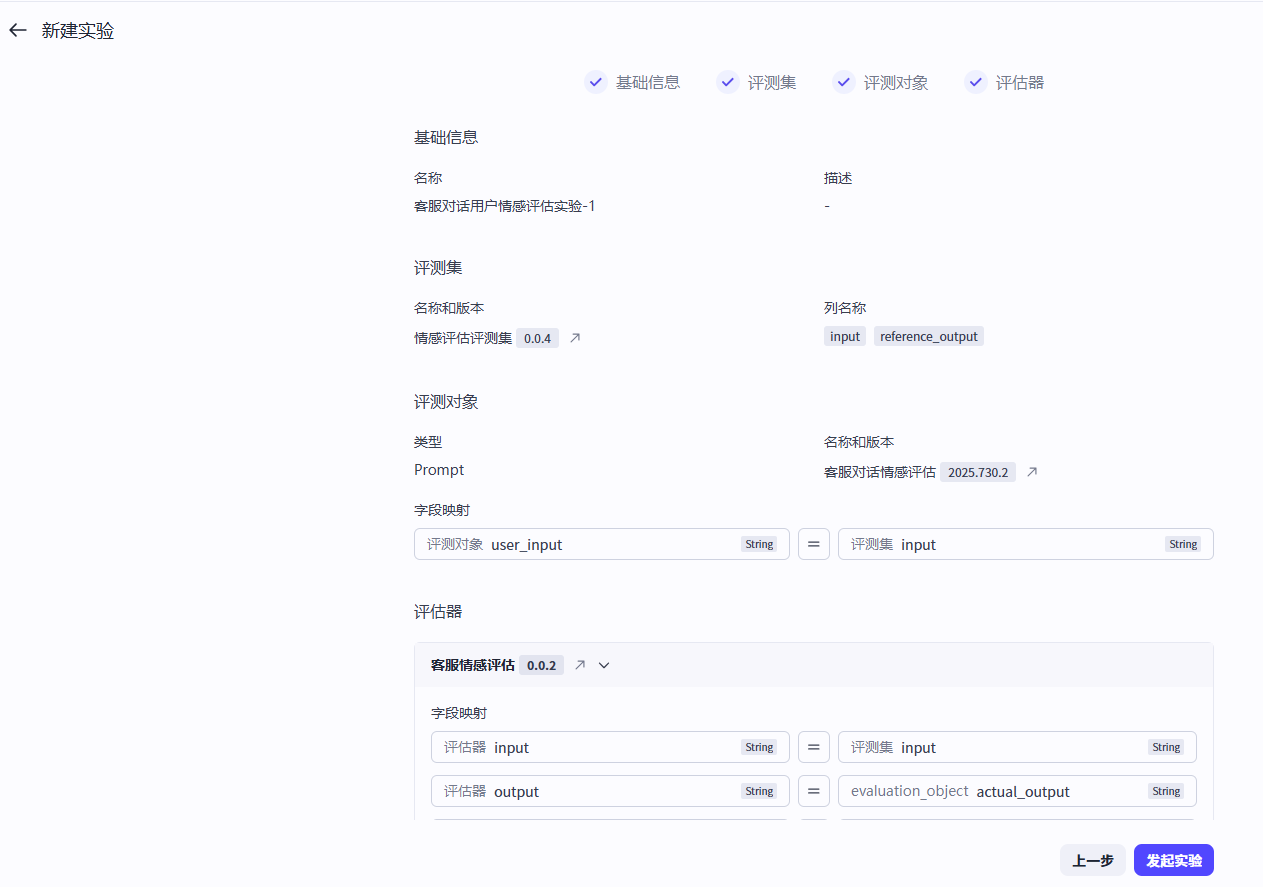 新建实验
基础信息 评测集 评测对象 评估器
基础信息
名称 描述
客服对话用户情感评估实验-1 -
评测集
名称和版本 列名称
情感评估评测集 0.0.4 input reference_output
评测对象
类型 名称和版本
Prompt 客服对话情感评估 2025.730.2
字段映射
评测对象 user_input String = 评测集 input String
评估器
客服情感评估 0.0.2
字段映射
评估器 input String = 评测集 input String
评估器 output String = evaluation_object actual_output String
上一步 发起实验